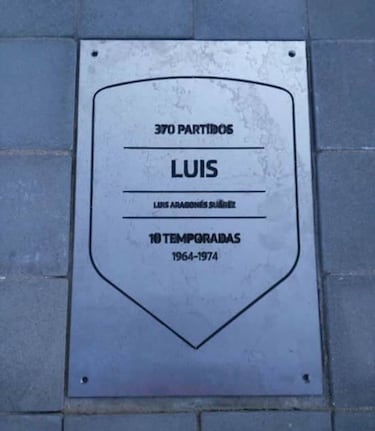 370 PARTIDOS
LUIS
LUIS ARAGONÉS SUÁREZ
10 TEMPORADAS
1964-1974